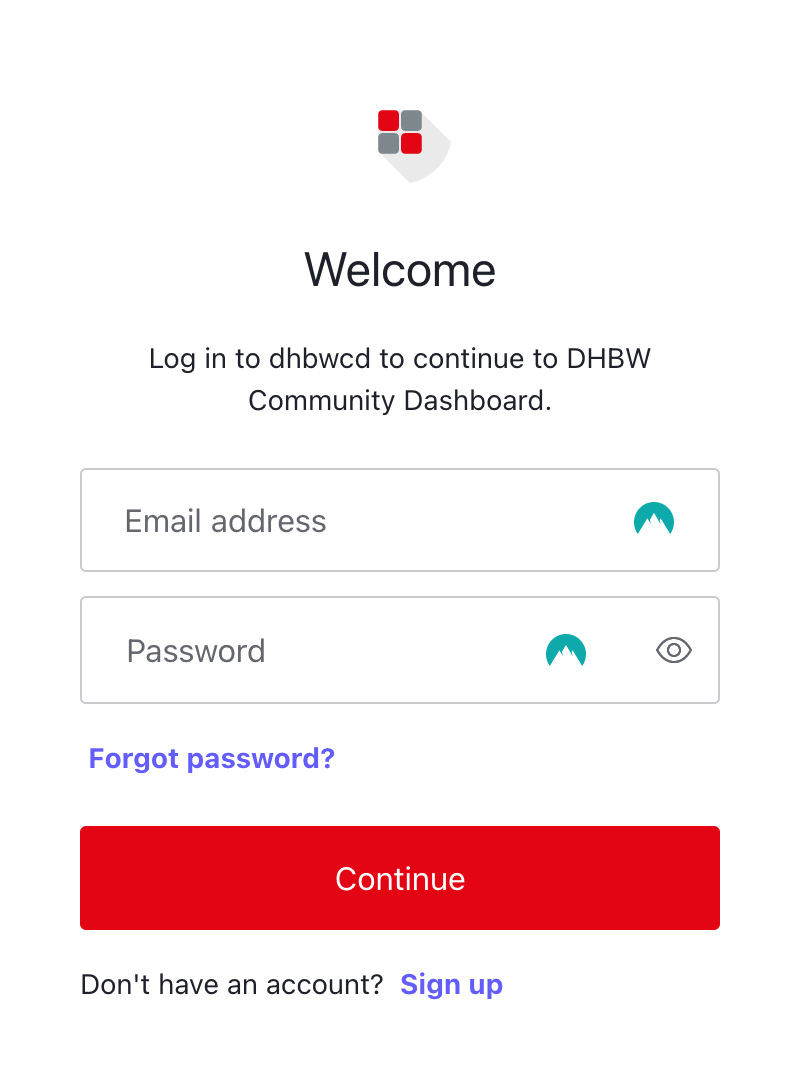 Welcome
Log in to dhbwcd to continue to DHBW
Community Dashboard.
Email address
Password
Forgot password?
Continue
Don't have an account? Sign up